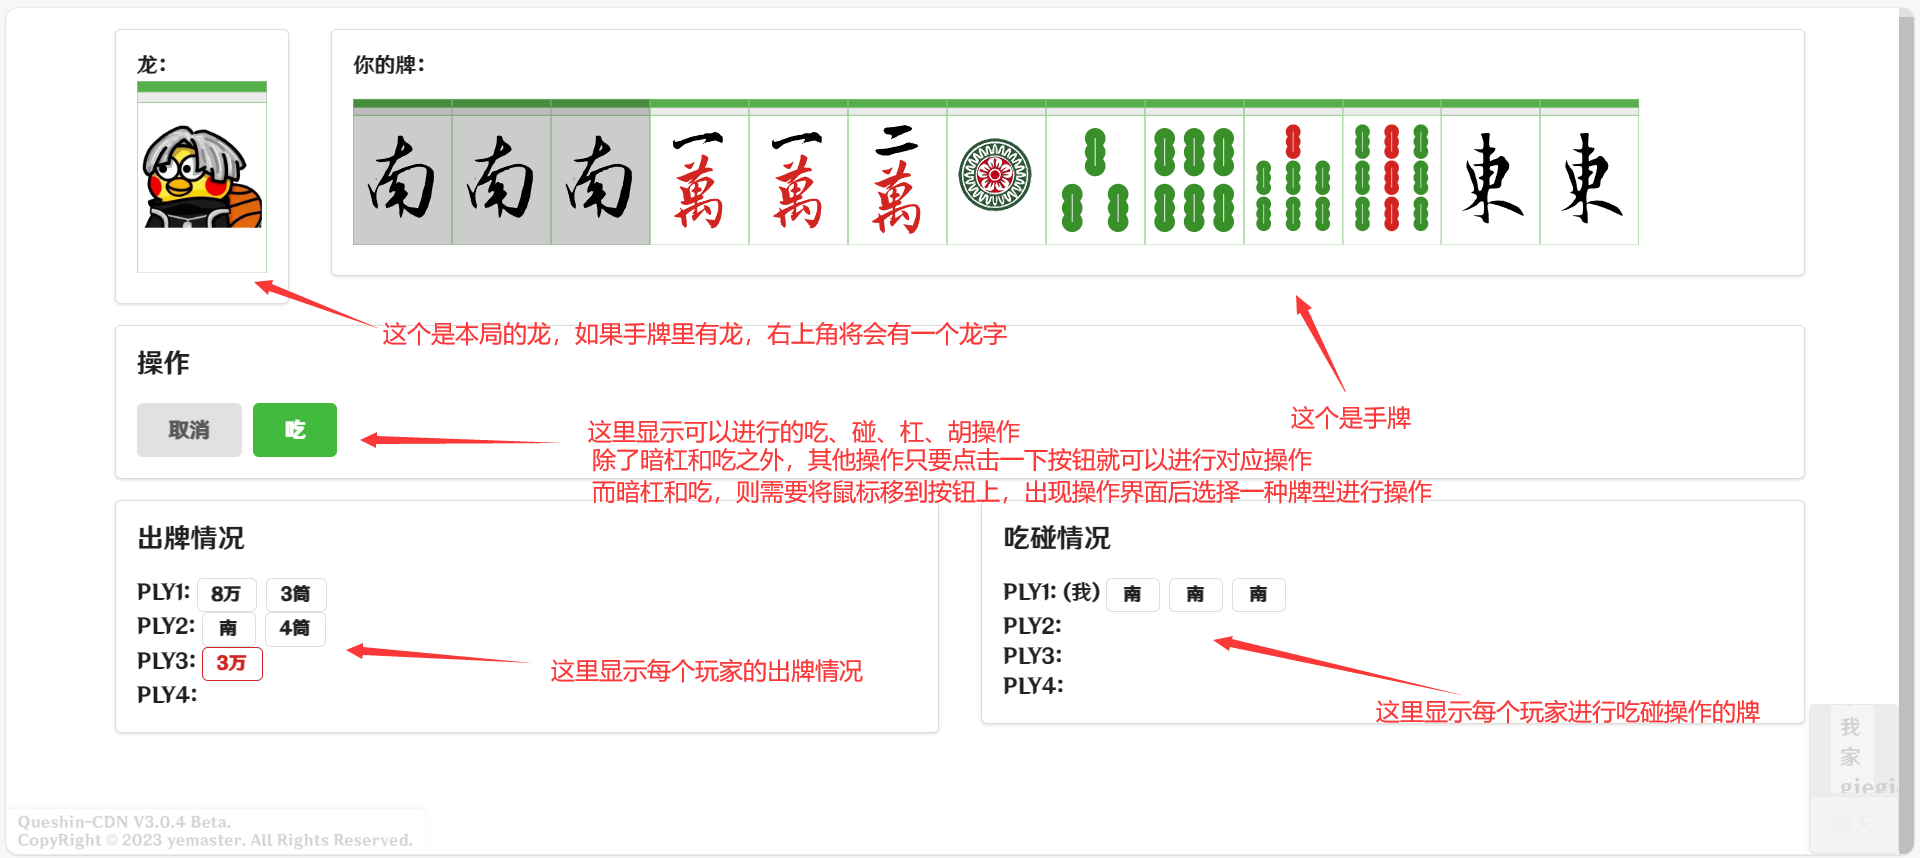 龙：
你的牌：
南 南 南 一萬 一萬 二萬 東 東
这个是本局的龙，如果手牌里有龙，右上角将会有一个龙字
这个是手牌
操作
取消 吃
这里显示可以进行的吃、碰、杠、胡操作
除了暗杠和吃之外，其他操作只要点击一下按钮就可以进行对应操作
而暗杠和吃，则需要将鼠标移到按钮上，出现操作界面后选择一种牌型进行操作
出牌情况
PLY1: 8万 3筒
PLY2: 南 4筒
PLY3: 3万
PLY4:
这里显示每个玩家的出牌情况
吃碰情况
PLY1: (我) 南 南 南
PLY2:
PLY3:
PLY4:
这里显示每个玩家进行吃碰操作的牌
我
家
giegi
聊天
Queshin-CDN V3.0.4 Beta.
CopyRight © 2023 yemaster. All Rights Reserved.